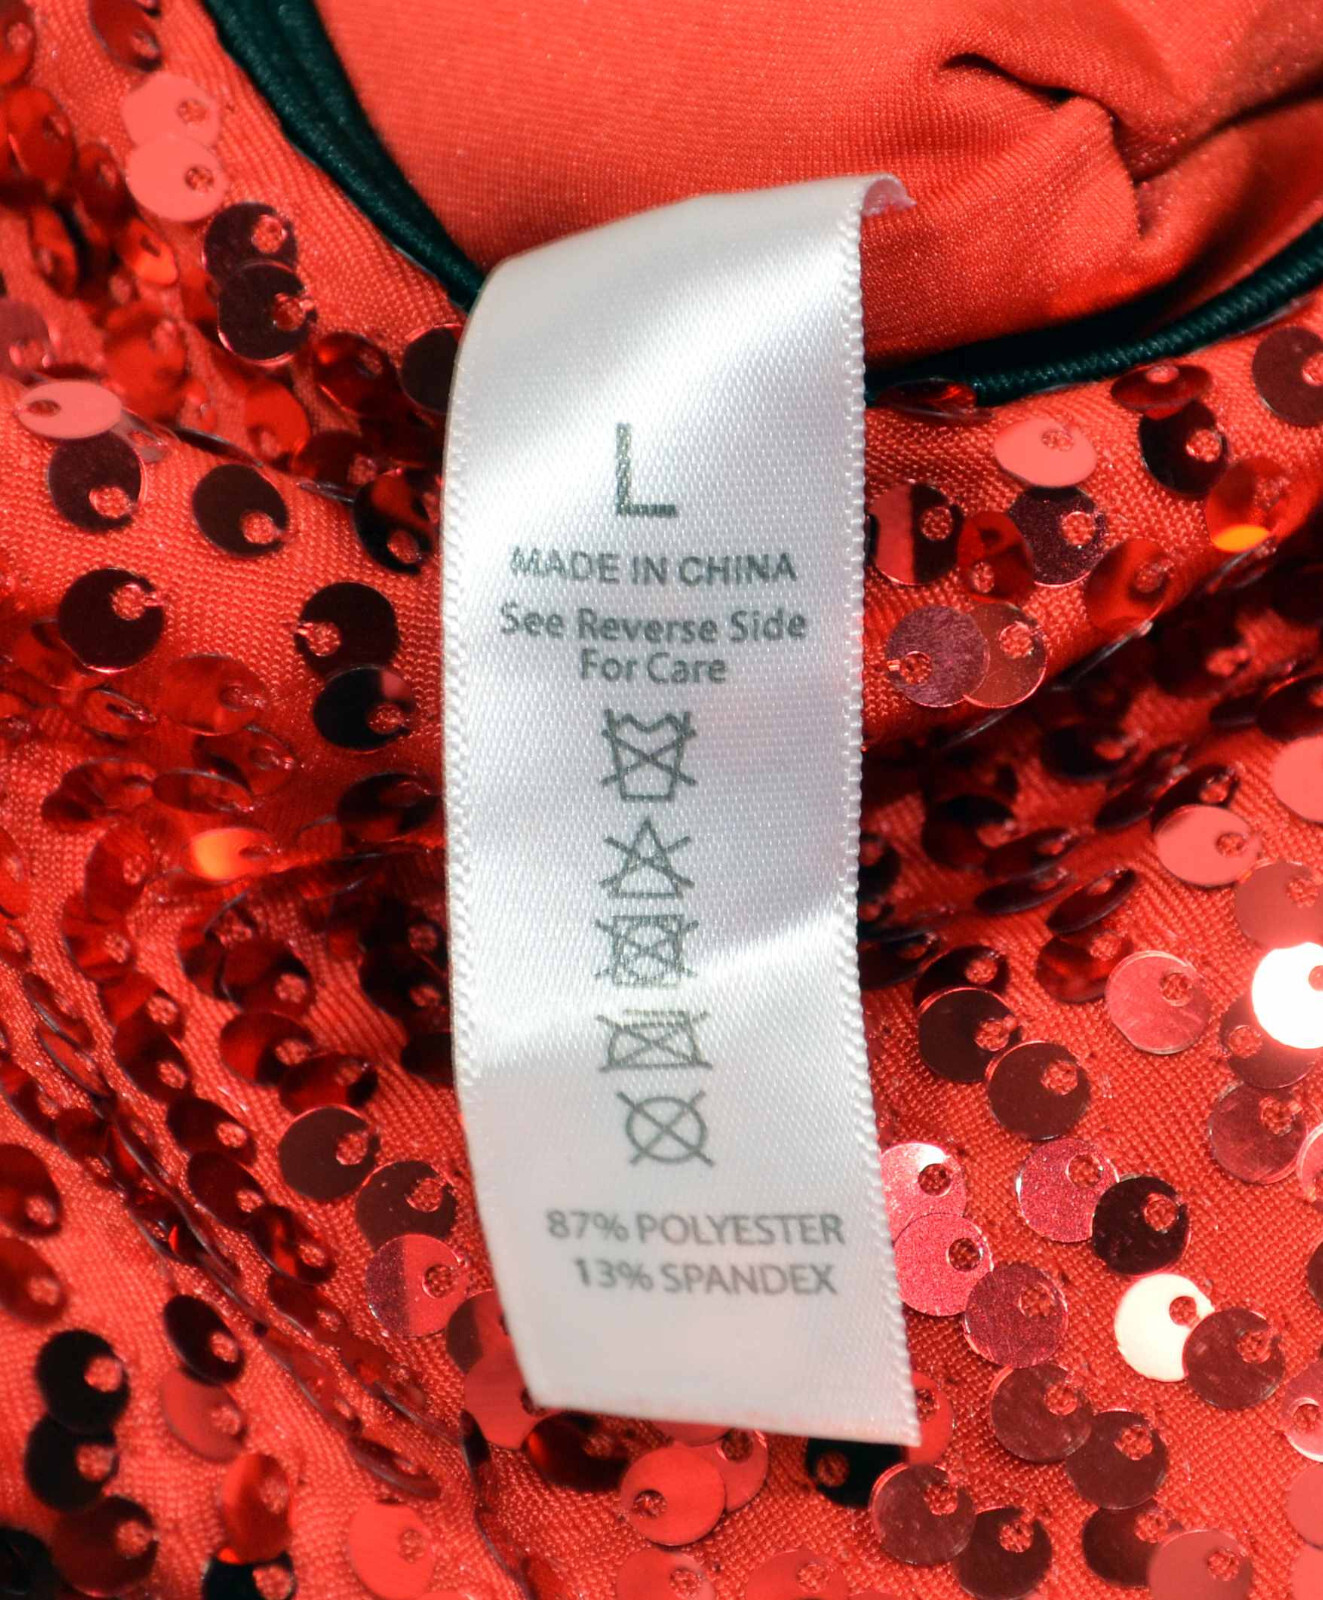 L
MADE IN CHINA
See Reverse Side
For Care
87% POLYESTER
13% SPANDEX